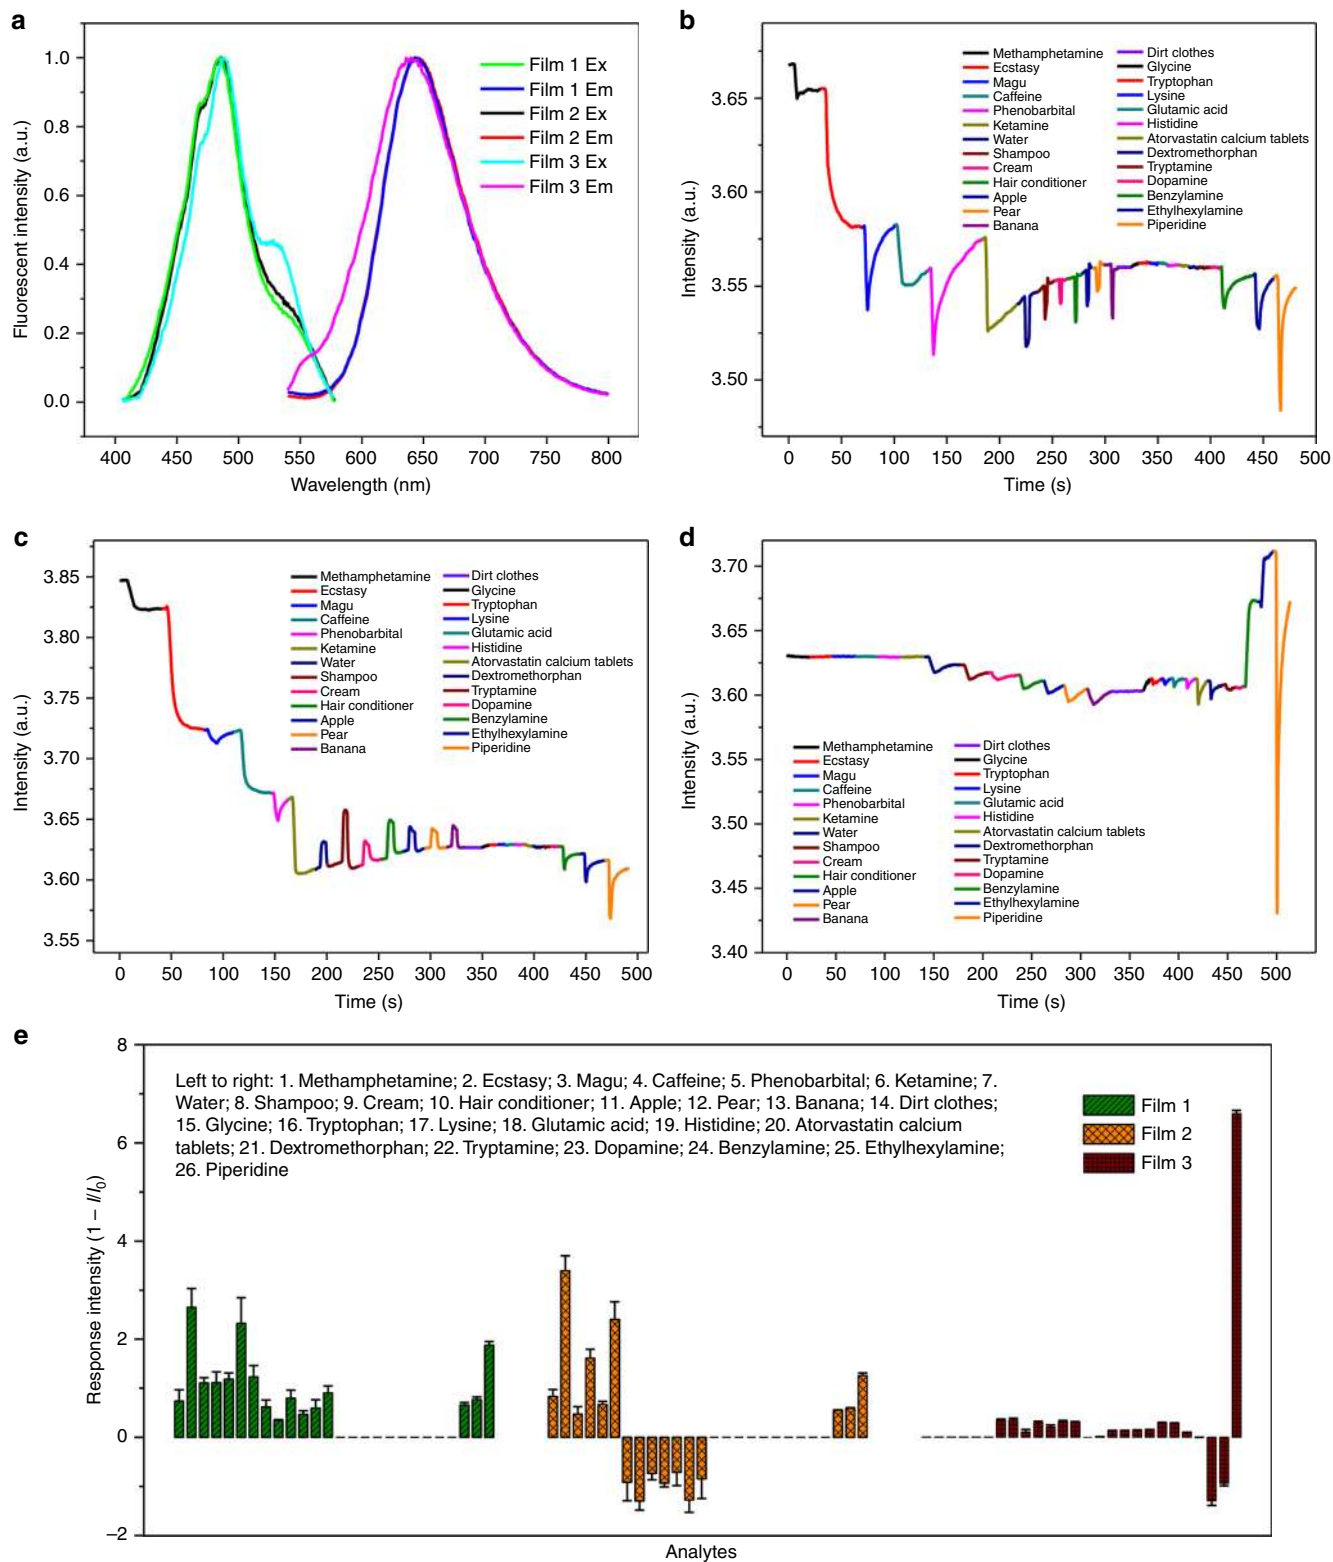 a
Fluorescent intensity (a.u.)
1.0
0.8
0.6
0.4
0.2
0.0
400 450 500 550 600 650 700 750 800
Wavelength (nm)
Film 1 Ex
Film 1 Em
Film 2 Ex
Film 2 Em
Film 3 Ex
Film 3 Em
b
Intensity (a.u.)
3.65
3.60
3.55
3.50
0 50 100 150 200 250 300 350 400 450 500
Time (s)
Methamphetamine
Ecstasy
Magu
Caffeine
Phenobarbital
Ketamine
Water
Shampoo
Cream
Hair conditioner
Apple
Pear
Banana
Dirt clothes
Glycine
Tryptophan
Lysine
Glutamic acid
Histidine
Atorvastatin calcium tablets
Dextromethorphan
Tryptamine
Dopamine
Benzylamine
Ethylhexylamine
Piperidine
c
Intensity (a.u.)
3.85
3.80
3.75
3.70
3.65
3.60
3.55
0 50 100 150 200 250 300 350 400 450 500
Time (s)
Methamphetamine
Ecstasy
Magu
Caffeine
Phenobarbital
Ketamine
Water
Shampoo
Cream
Hair conditioner
Apple
Pear
Banana
Dirt clothes
Glycine
Tryptophan
Lysine
Glutamic acid
Histidine
Atorvastatin calcium tablets
Dextromethorphan
Tryptamine
Dopamine
Benzylamine
Ethylhexylamine
Piperidine
d
Intensity (a.u.)
3.70
3.65
3.60
3.55
3.50
3.45
3.40
0 50 100 150 200 250 300 350 400 450 500
Time (s)
Methamphetamine
Ecstasy
Magu
Caffeine
Phenobarbital
Ketamine
Water
Shampoo
Cream
Hair conditioner
Apple
Pear
Banana
Dirt clothes
Glycine
Tryptophan
Lysine
Glutamic acid
Histidine
Atorvastatin calcium tablets
Dextromethorphan
Tryptamine
Dopamine
Benzylamine
Ethylhexylamine
Piperidine
e
Response intensity (1 – I/I0)
8
6
4
2
0
–2
Left to right: 1. Methamphetamine; 2. Ecstasy; 3. Magu; 4. Caffeine; 5. Phenobarbital; 6. Ketamine; 7.
Water; 8. Shampoo; 9. Cream; 10. Hair conditioner; 11. Apple; 12. Pear; 13. Banana; 14. Dirt clothes;
15. Glycine; 16. Tryptophan; 17. Lysine; 18. Glutamic acid; 19. Histidine; 20. Atorvastatin calcium
tablets; 21. Dextromethorphan; 22. Tryptamine; 23. Dopamine; 24. Benzylamine; 25. Ethylhexylamine;
26. Piperidine
Film 1
Film 2
Film 3
Analytes